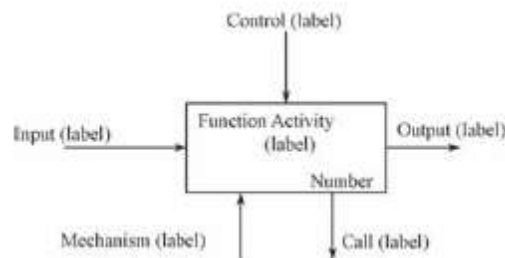 Control (label)
Function Activity
(label)
Input (label)
Output (label)
Number
Mechanism (label)
Call (label)